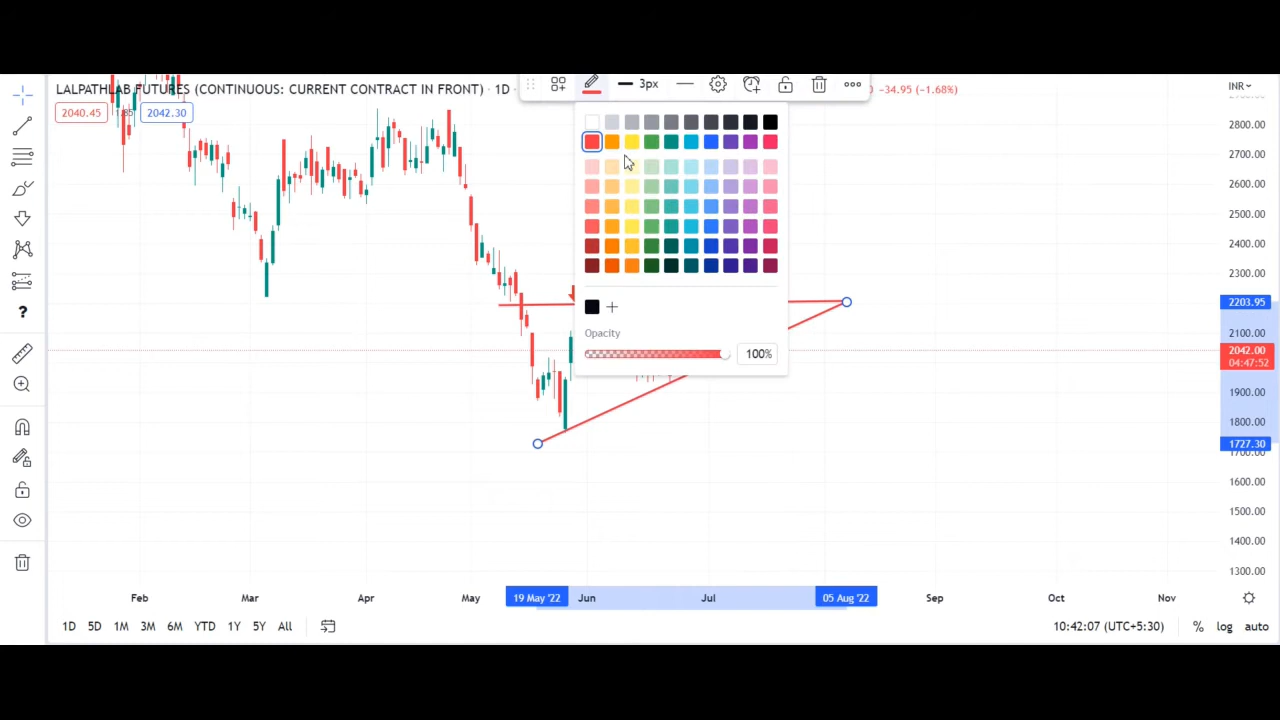 LALPATHLAB FUTURES (CONTINUOUS: CURRENT CONTRACT IN FRONT) · 1D
3px
-34.95 (-1.68%)
INR
2040.45
2042.30
2800.00
2700.00
2600.00
2500.00
2400.00
2300.00
2203.95
2100.00
2042.00
04:47:52
1900.00
1800.00
1727.30
1700.00
1600.00
1500.00
1400.00
1300.00
Opacity
100%
?
Feb
Mar
Apr
May
19 May '22
Jun
Jul
05 Aug '22
Sep
Oct
Nov
1D 5D 1M 3M 6M YTD 1Y 5Y All
10:42:07 (UTC+5:30)
% log auto